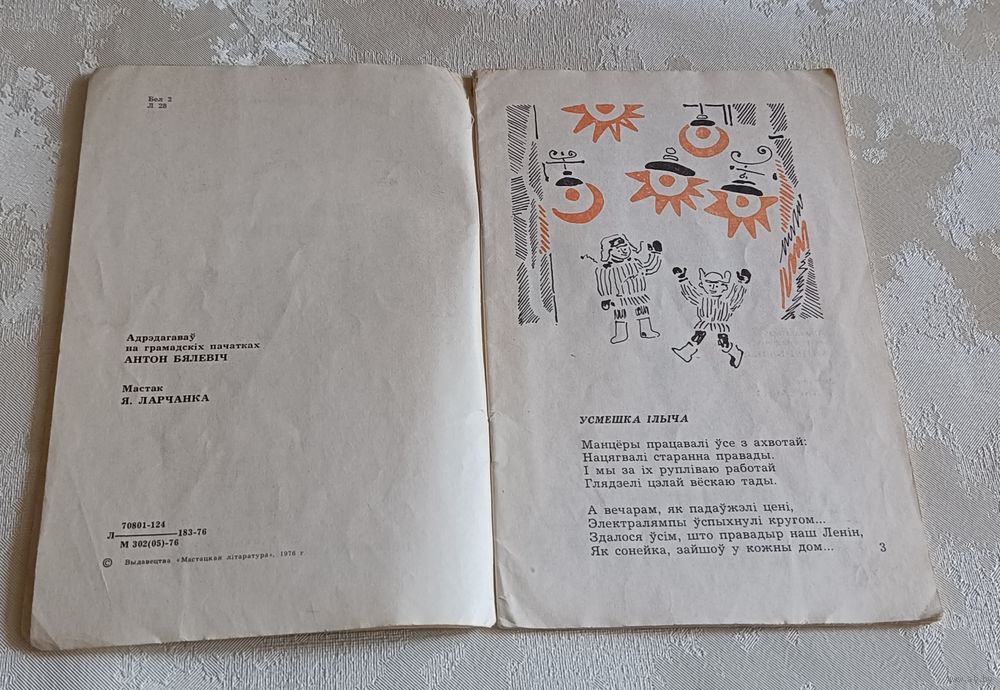 Бел 2
Л 28
Адрэдагаваў
на грамадскіх пачатках
АНТОН БЯЛЕВІЧ
Мастак
Я. ЛАРЧАНКА
70801-124
Л 183-76
М 302(05)-76
© Выдавецтва «Мастацкая літаратура», 1976 г.
УСМЕШКА ІЛЫЧА
Манцёры працавалі ўсе з ахвотай:
Нацягвалі старанна правады.
І мы за іх рупліваю работай
Глядзелі цэлай вёскаю тады.
А вечарам, як падаўжэлі цені,
Электралямпы ўспыхнулі кругом...
Здалося ўсім, што правадыр наш Ленін,
Як сонейка, зайшоў у кожны дом...
3